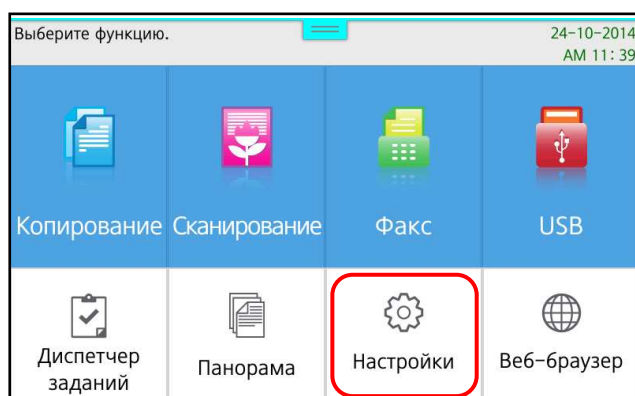 Выберите функцию.
24-10-2014
AM 11:39
Копирование
Сканирование
Факс
USB
Диспетчер
заданий
Панорама
Настройки
Веб-браузер